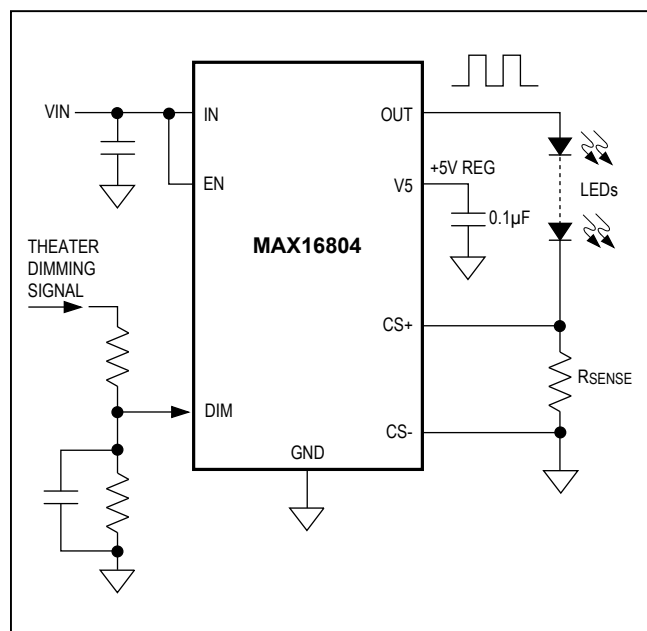 VIN
IN
EN
OUT
+5V REG
V5
0.1µF
LEDs
MAX16804
THEATER
DIMMING
SIGNAL
CS+
RSENSE
DIM
CS-
GND